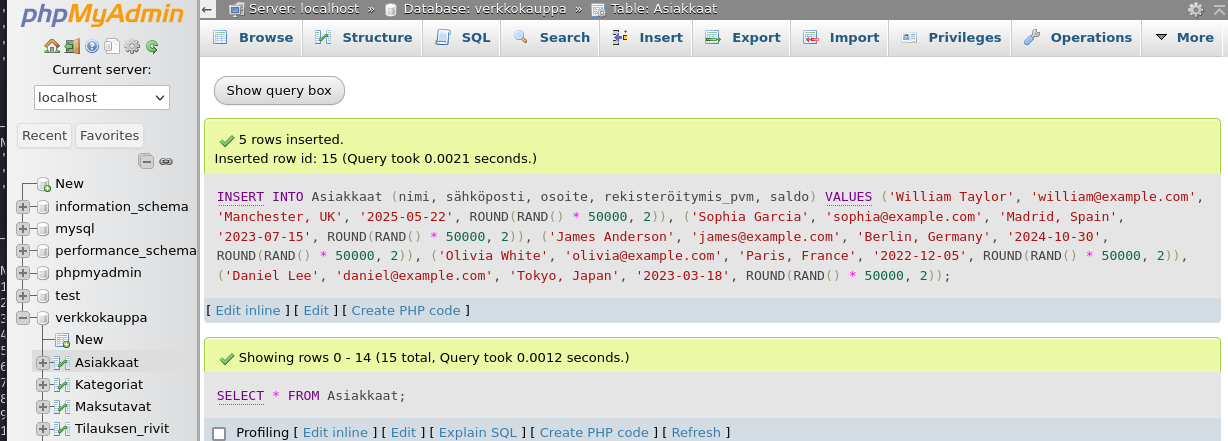 phpMyAdmin
Current server:
localhost
Recent Favorites
New
information_schema
mysql
performance_schema
phpmyadmin
test
verkkokauppa
New
Asiakkaat
Kategoriat
Maksutavat
Tilauksen_rivit
Server: localhost » Database: verkkokauppa » Table: Asiakkaat
Browse Structure SQL Search Insert Export Import Privileges Operations More
Show query box
5 rows inserted.
Inserted row id: 15 (Query took 0.0021 seconds.)
INSERT INTO Asiakkaat (nimi, sähköposti, osoite, rekisteröitymis_pvm, saldo) VALUES ('William Taylor', 'william@example.com',
'Manchester, UK', '2025-05-22', ROUND(RAND() * 50000, 2)), ('Sophia Garcia', 'sophia@example.com', 'Madrid, Spain',
'2023-07-15', ROUND(RAND() * 50000, 2)), ('James Anderson', 'james@example.com', 'Berlin, Germany', '2024-10-30',
ROUND(RAND() * 50000, 2)), ('Olivia White', 'olivia@example.com', 'Paris, France', '2022-12-05', ROUND(RAND() * 50000, 2)),
('Daniel Lee', 'daniel@example.com', 'Tokyo, Japan', '2023-03-18', ROUND(RAND() * 50000, 2));
[ Edit inline ] [ Edit ] [ Create PHP code ]
Showing rows 0 - 14 (15 total, Query took 0.0012 seconds.)
SELECT * FROM Asiakkaat;
Profiling [ Edit inline ] [ Edit ] [ Explain SQL ] [ Create PHP code ] [ Refresh ]